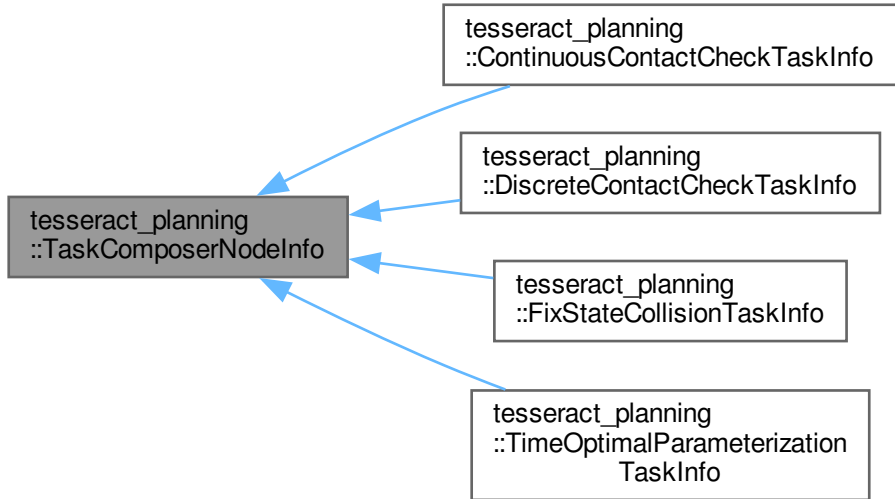 tesseract_planning
::ContinuousContactCheckTaskInfo
tesseract_planning
::DiscreteContactCheckTaskInfo
tesseract_planning
::TaskComposerNodeInfo
tesseract_planning
::FixStateCollisionTaskInfo
tesseract_planning
::TimeOptimalParameterization
TaskInfo